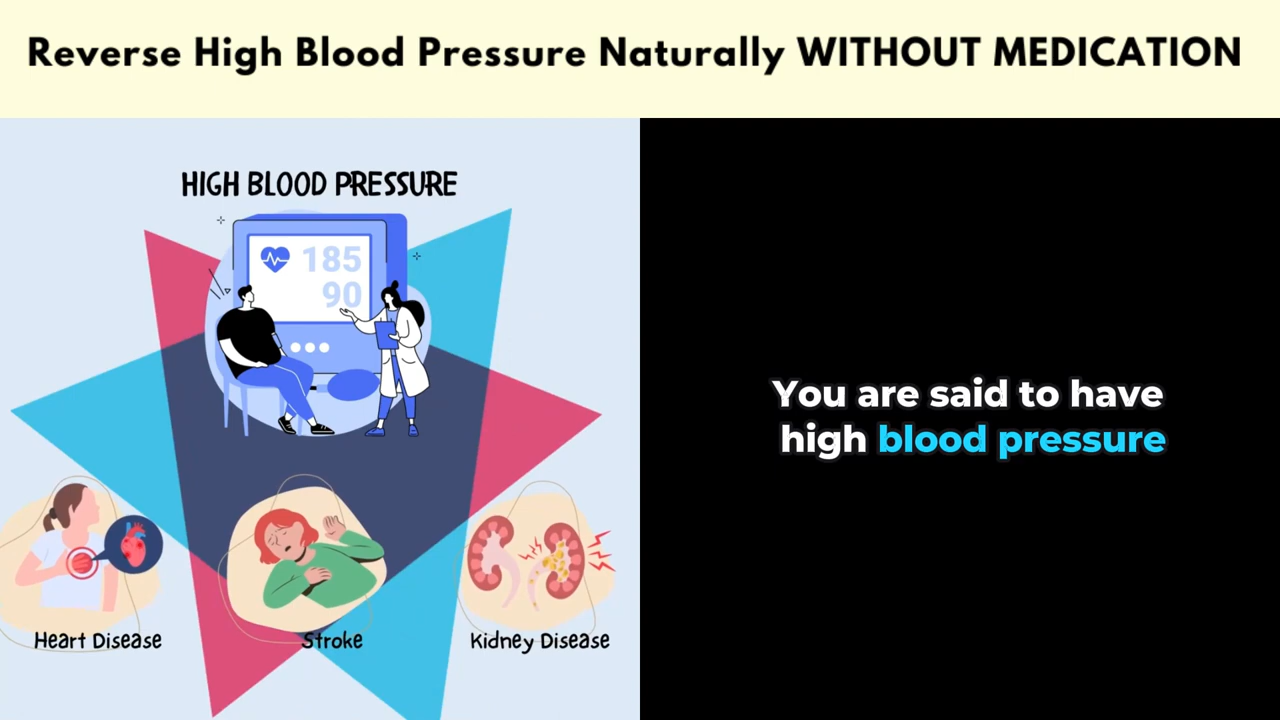 Reverse High Blood Pressure Naturally WITHOUT MEDICATION
HIGH BLOOD PRESSURE
185
90
Heart Disease
Stroke
Kidney Disease
You are said to have
high blood pressure